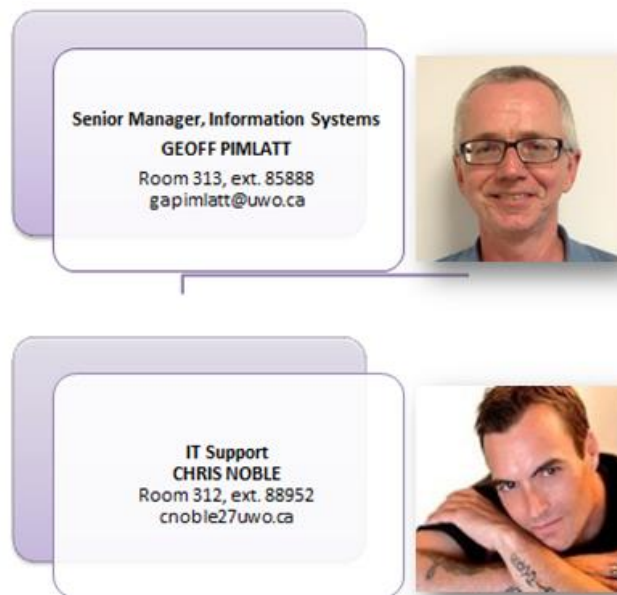 Senior Manager, Information Systems
GEOFF PIMLATT
Room 313, ext. 85888
gapimlatt@uwo.ca
IT Support
CHRIS NOBLE
Room 312, ext. 88952
cnoble27uwo.ca